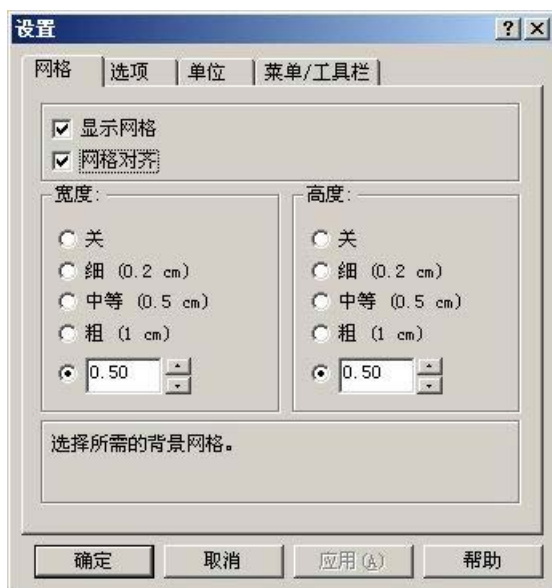 设置
网格 选项 单位 菜单/工具栏
显示网格
网格对齐
宽度: 高度:
关 关
细 (0.2 cm) 细 (0.2 cm)
中等 (0.5 cm) 中等 (0.5 cm)
粗 (1 cm) 粗 (1 cm)
0.50 0.50
选择所需的背景网格。
确定 取消 应用(A) 帮助